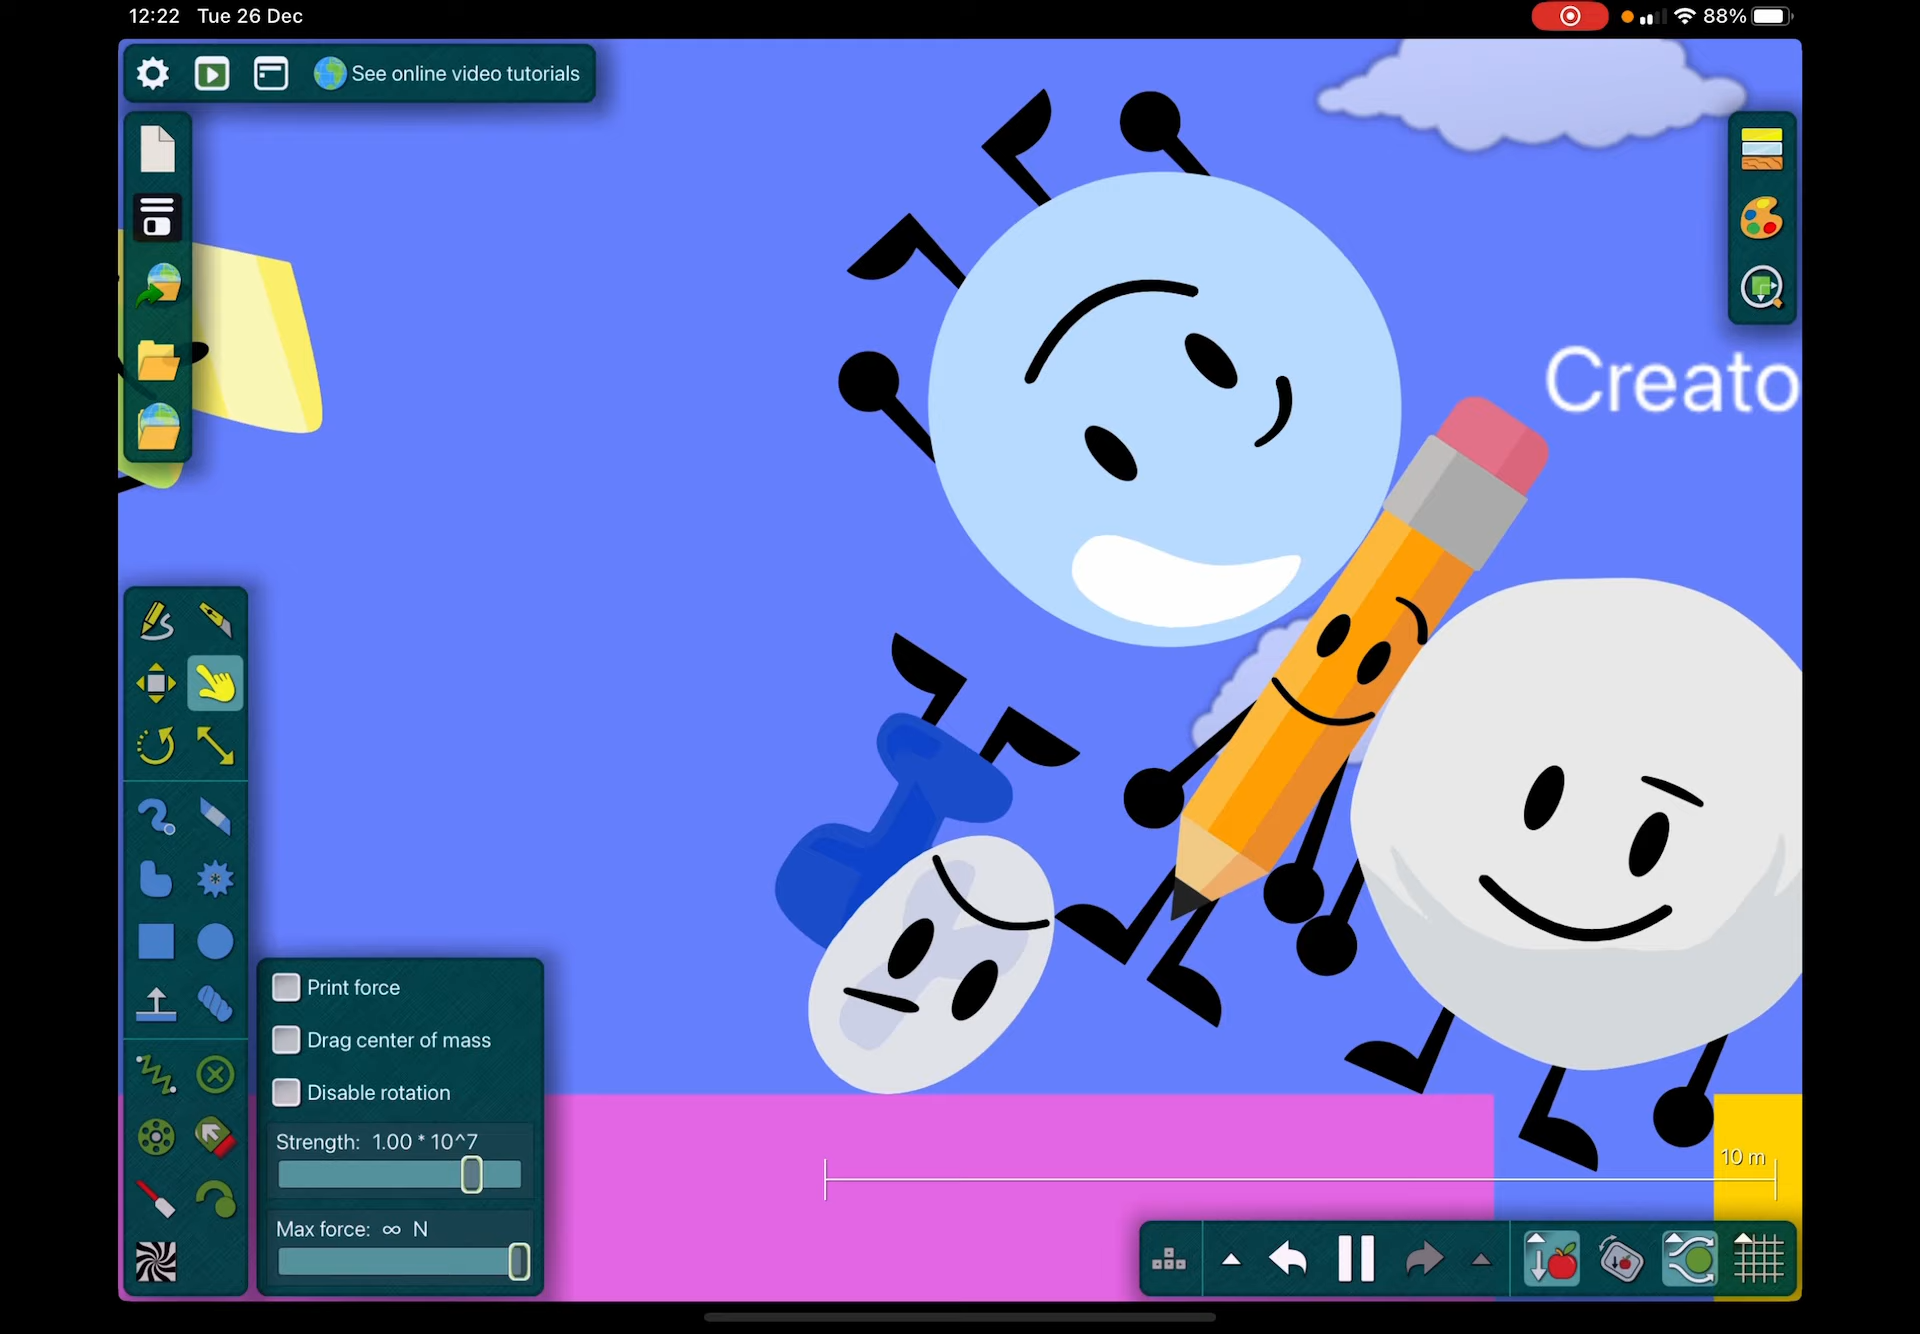 12:22 Tue 26 Dec
88%
See online video tutorials
Creato
Print force
Drag center of mass
Disable rotation
Strength: 1.00 * 10^7
Max force: ∞ N
10 m